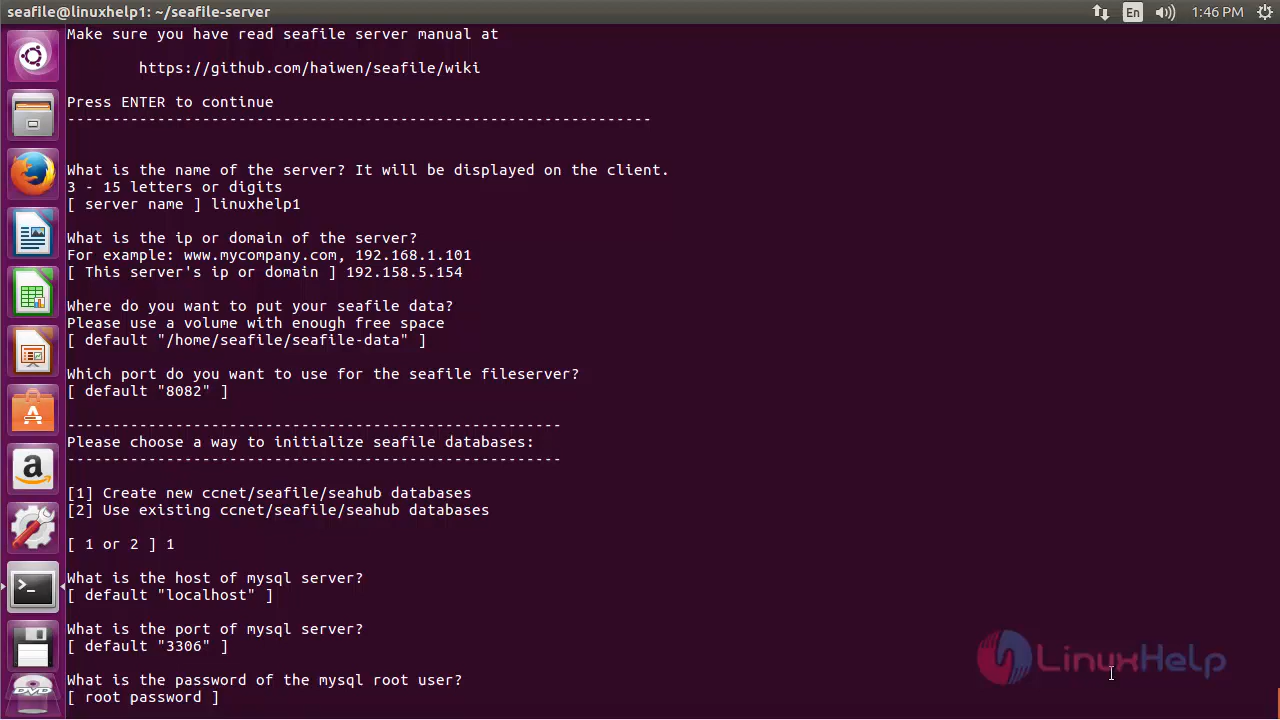 seafile@linuxhelp1: ~/seafile-server
En
1:46 PM
Make sure you have read seafile server manual at
https://github.com/haiwen/seafile/wiki
Press ENTER to continue
-----------------------------------------------------------------
What is the name of the server? It will be displayed on the client.
3 - 15 letters or digits
[ server name ] linuxhelp1
What is the ip or domain of the server?
For example: www.mycompany.com, 192.168.1.101
[ This server's ip or domain ] 192.158.5.154
Where do you want to put your seafile data?
Please use a volume with enough free space
[ default "/home/seafile/seafile-data" ]
Which port do you want to use for the seafile fileserver?
[ default "8082" ]
-------------------------------------------------------
Please choose a way to initialize seafile databases:
-------------------------------------------------------
[1] Create new ccnet/seafile/seahub databases
[2] Use existing ccnet/seafile/seahub databases
[ 1 or 2 ] 1
What is the host of mysql server?
[ default "localhost" ]
What is the port of mysql server?
[ default "3306" ]
What is the password of the mysql root user?
[ root password ]
LinuxHelp
a
DVD